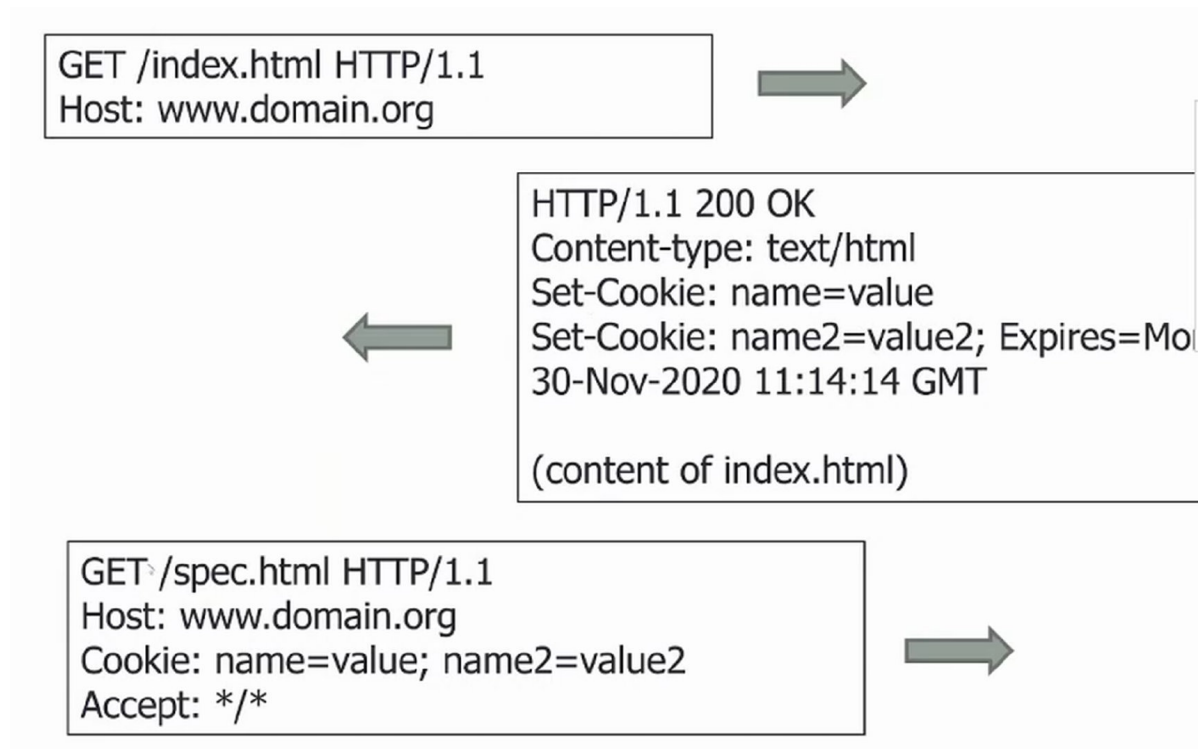 GET /index.html HTTP/1.1
Host: www.domain.org
HTTP/1.1 200 OK
Content-type: text/html
Set-Cookie: name=value
Set-Cookie: name2=value2; Expires=Mo
30-Nov-2020 11:14:14 GMT
(content of index.html)
GET /spec.html HTTP/1.1
Host: www.domain.org
Cookie: name=value; name2=value2
Accept: */*